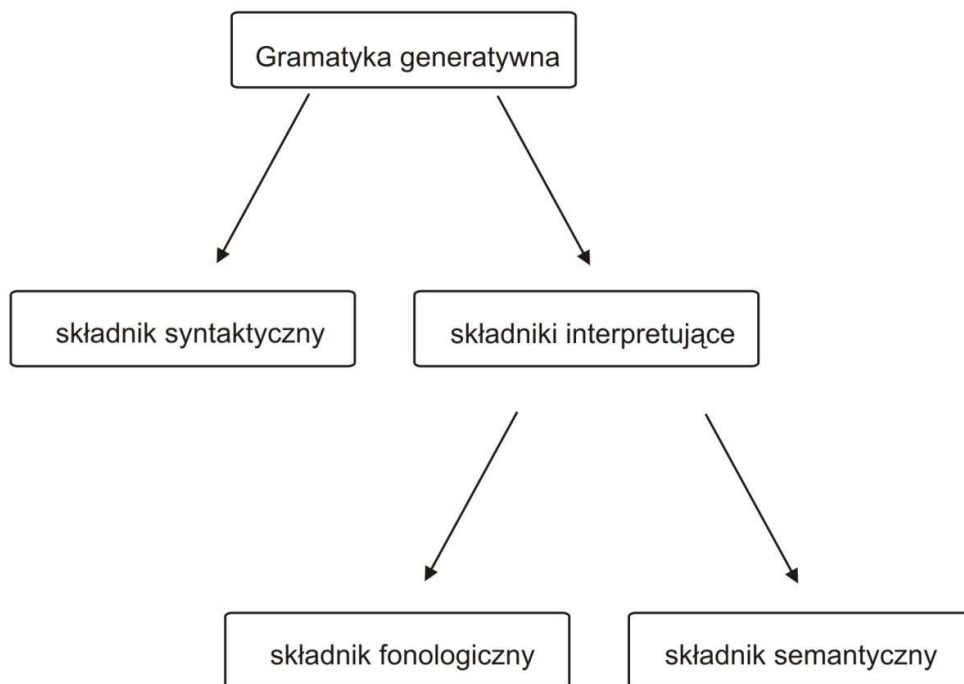 Gramatyka generatywna
składnik syntaktyczny
składniki interpretujące
składnik fonologiczny
składnik semantyczny